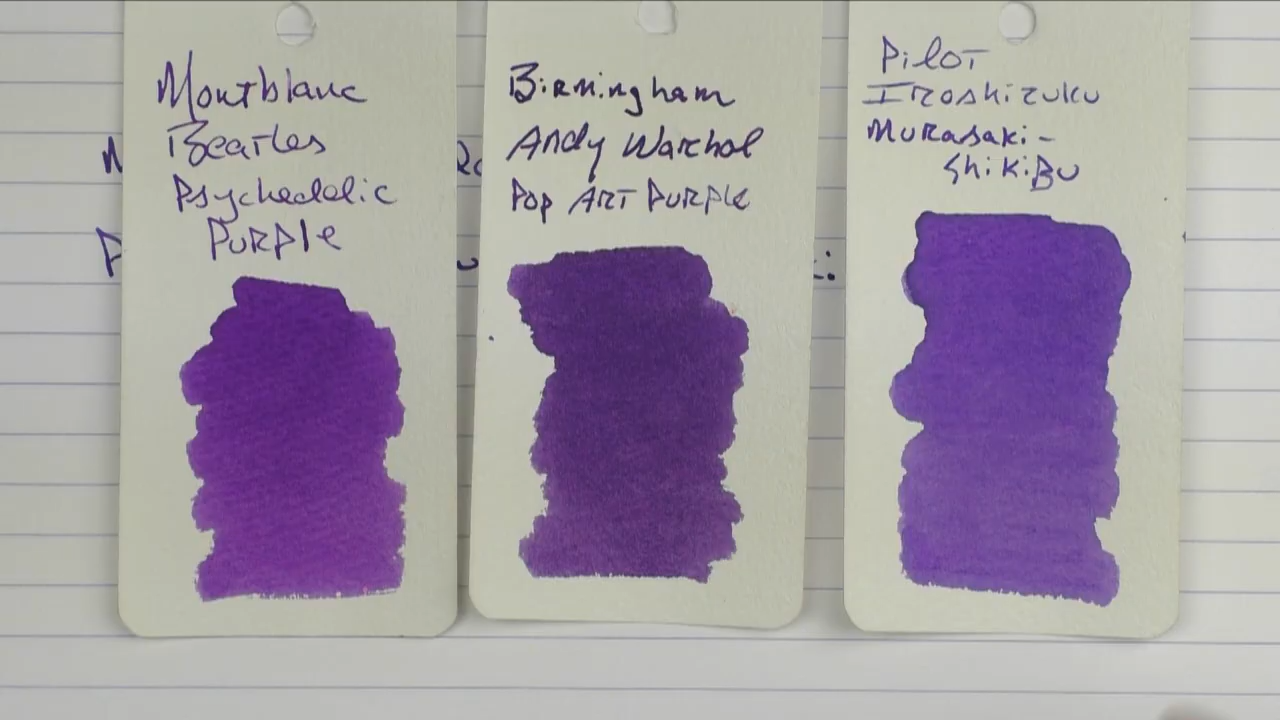 Montblanc
Beatles
Psychedelic
Purple
Birmingham
Andy Warhol
Pop Art Purple
Pilot
Iroshizuku
Murasaki-
Shikibu